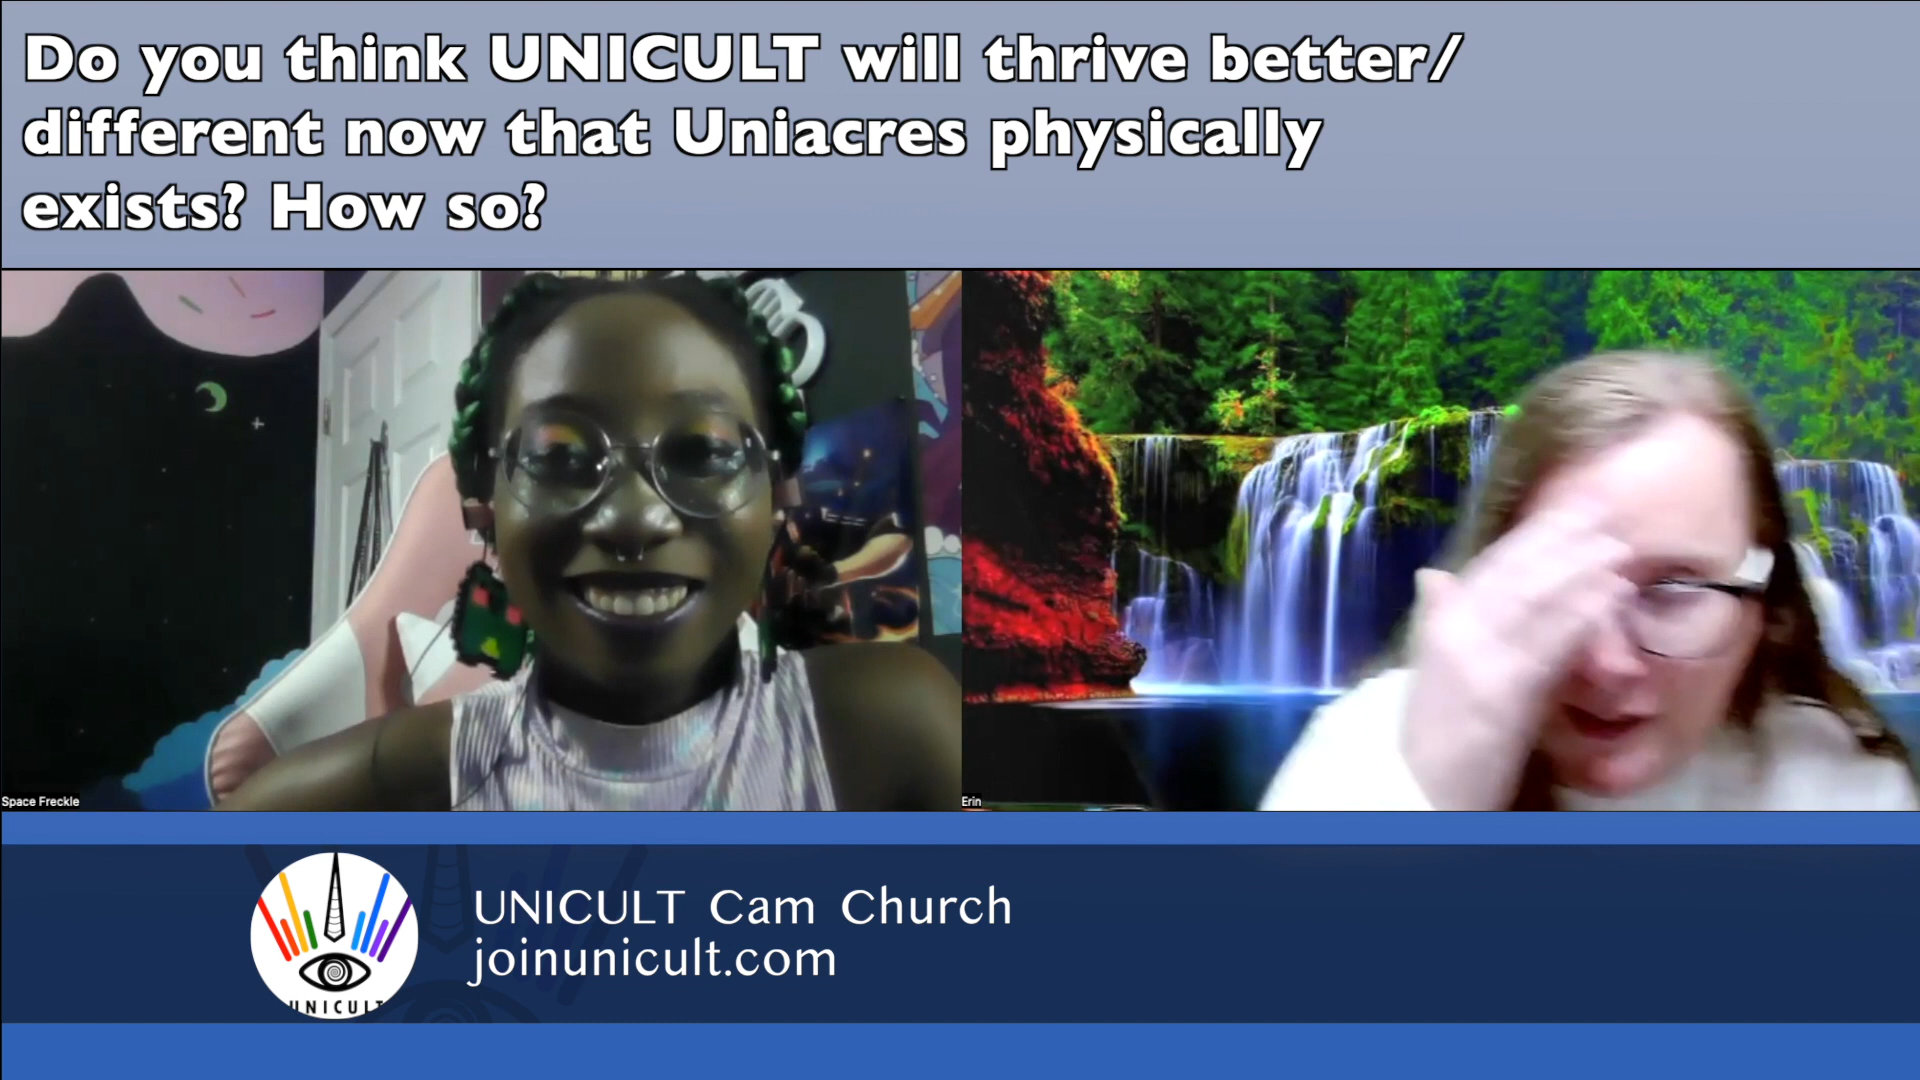 Do you think UNICULT will thrive better/
different now that Uniacres physically
exists? How so?
Space Freckle
Erin
UNICULT
UNICULT Cam Church
joinunicult.com